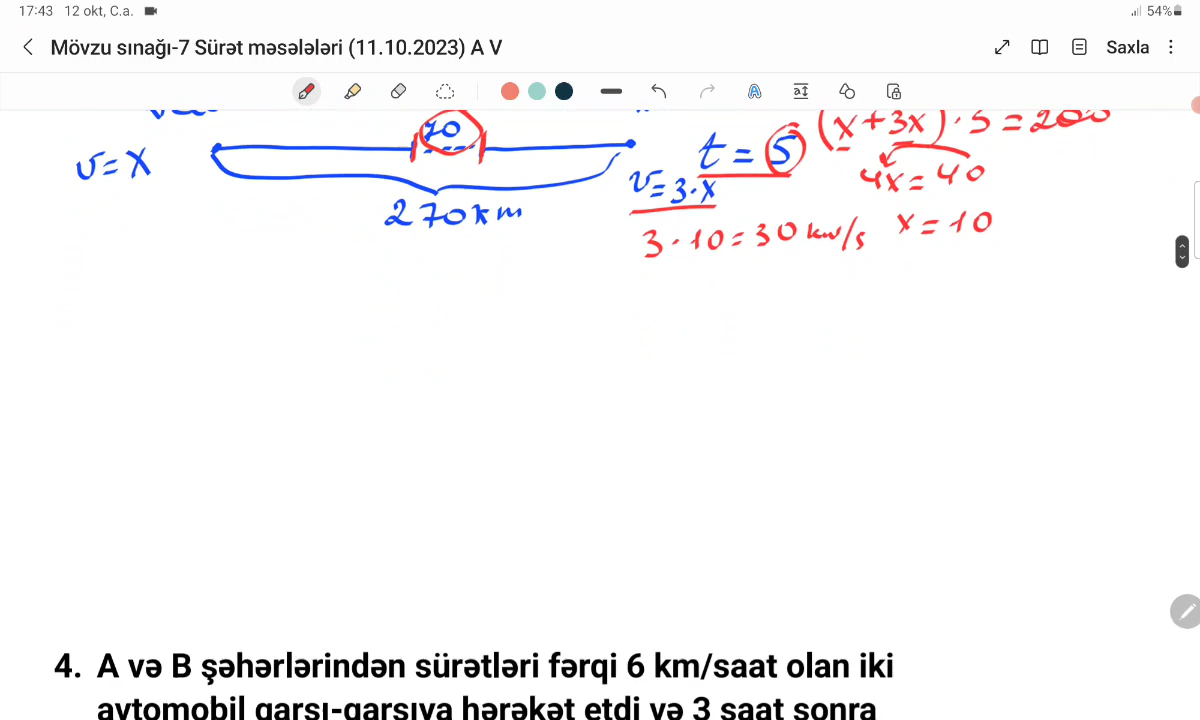 17:43 12 okt, C.a. 54%
Mövzu sınağı-7 Sürət məsələləri (11.10.2023) A V Saxla
70
(x+3x)·5=200
v=x
t=5
4x=40
v=3·x
270km
3·10=30 km/s x=10
4. A və B şəhərlərindən sürətləri fərqi 6 km/saat olan iki
avtomobil qarşı-qarşıya hərəkət etdi və 3 saat sonra